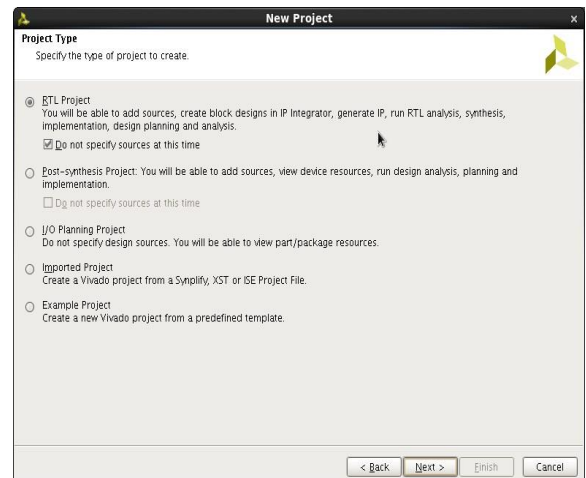 New Project
x
Project Type
Specify the type of project to create.
RTL Project
You will be able to add sources, create block designs in IP Integrator, generate IP, run RTL analysis, synthesis,
implementation, design planning and analysis.
Do not specify sources at this time
Post-synthesis Project: You will be able to add sources, view device resources, run design analysis, planning and
implementation.
Do not specify sources at this time
I/O Planning Project
Do not specify design sources. You will be able to view part/package resources.
Imported Project
Create a Vivado project from a Synplify, XST or ISE Project File.
Example Project
Create a new Vivado project from a predefined template.
< Back Next > Finish Cancel